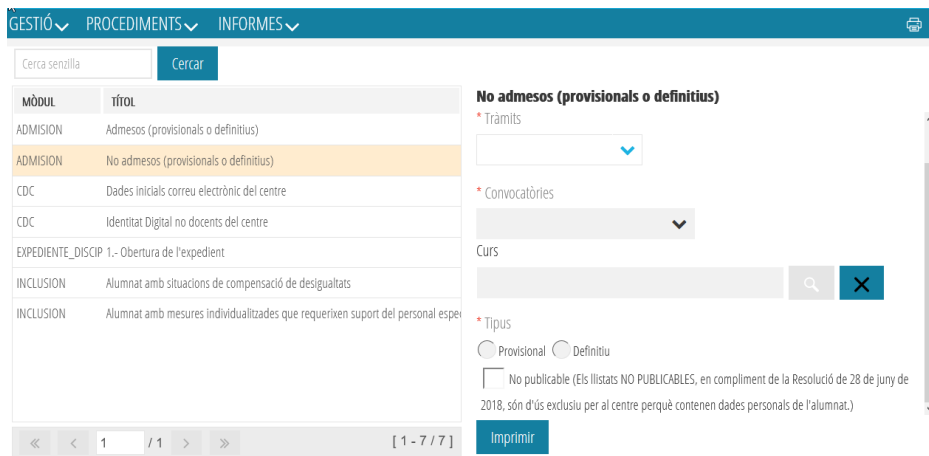 GESTIÓ PROCEDIMENTS INFORMES
Cerca senzilla Cercar
MÒDUL TÍTOL
ADMISION Admesos (provisionals o definitius)
ADMISION No admesos (provisionals o definitius)
CDC Dades inicials correu electrònic del centre
CDC Identitat Digital no docents del centre
EXPEDIENTE_DISCIP 1.- Obertura de l'expedient
INCLUSION Alumnat amb situacions de compensació de desigualtats
INCLUSION Alumnat amb mesures individualitzades que requerixen suport del personal espe
« < 1 / 1 > » [ 1 - 7 / 7 ]
No admesos (provisionals o definitius)
* Tràmits
* Convocatòries
Curs
* Tipus
Provisional Definitiu
No publicable (Els llistats NO PUBLICABLES, en compliment de la Resolució de 28 de juny de
2018, són d'ús exclusiu per al centre perquè contenen dades personals de l'alumnat.)
Imprimir